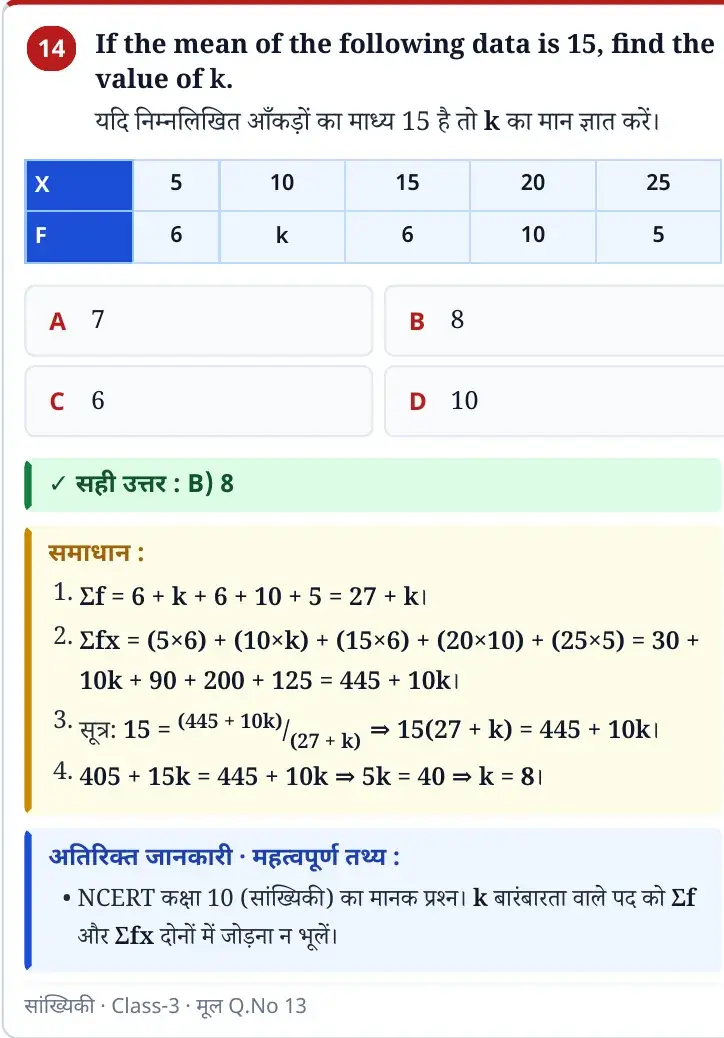 14 If the mean of the following data is 15, find the
value of k.
यदि निम्नलिखित आँकड़ों का माध्य 15 है तो k का मान ज्ञात करें।
X 5 10 15 20 25
F 6 k 6 10 5
A 7 B 8
C 6 D 10
✓ सही उत्तर : B) 8
समाधान :
1. Σf = 6 + k + 6 + 10 + 5 = 27 + k।
2. Σfx = (5×6) + (10×k) + (15×6) + (20×10) + (25×5) = 30 +
10k + 90 + 200 + 125 = 445 + 10k।
3. सूत्र: 15 = (445 + 10k)/(27 + k) ⇒ 15(27 + k) = 445 + 10k।
4. 405 + 15k = 445 + 10k ⇒ 5k = 40 ⇒ k = 8।
अतिरिक्त जानकारी · महत्वपूर्ण तथ्य :
• NCERT कक्षा 10 (सांख्यिकी) का मानक प्रश्न। k बारंबारता वाले पद को Σf
और Σfx दोनों में जोड़ना न भूलें।
सांख्यिकी · Class-3 · मूल Q.No 13